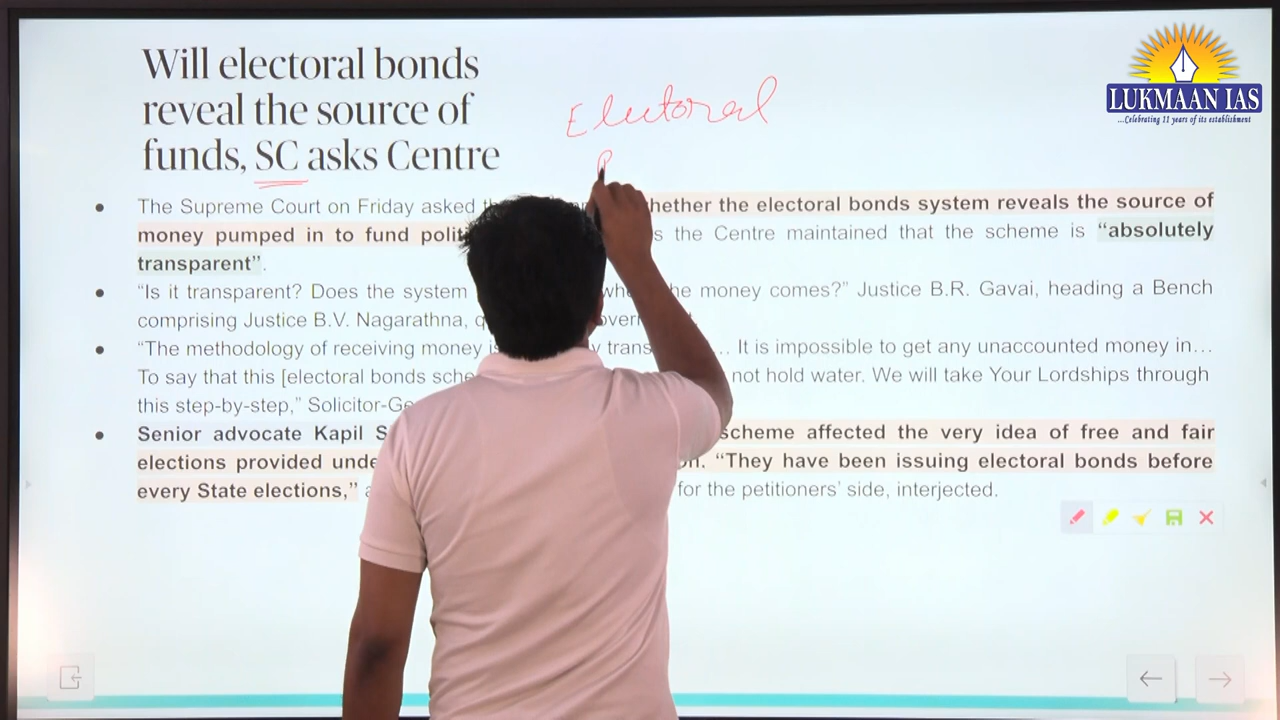 Will electoral bonds
reveal the source of
funds, SC asks Centre
Electoral
LUKMAAN IAS
...Celebrating 11 years of its establishment
The Supreme Court on Friday asked whether the electoral bonds system reveals the source of
money pumped in to fund the Centre maintained that the scheme is “absolutely
transparent”.
“Is it transparent? Does the system money comes?” Justice B.R. Gavai, heading a Bench
comprising Justice B.V. Nagarathna,
“The methodology of receiving money … It is impossible to get any unaccounted money in…
To say that this [electoral bonds not hold water. We will take Your Lordships through
this step-by-step,”
Senior advocate Kapil scheme affected the very idea of free and fair
elections provided “They have been issuing electoral bonds before
every State elections,” for the petitioners’ side, interjected.